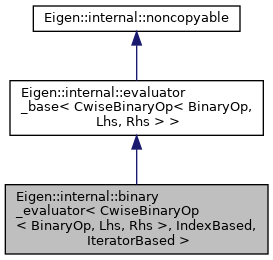 Eigen::internal::noncopyable
Eigen::internal::evaluator
_base< CwiseBinaryOp< BinaryOp,
Lhs, Rhs > >
Eigen::internal::binary
_evaluator< CwiseBinaryOp
< BinaryOp, Lhs, Rhs >, IndexBased,
IteratorBased >